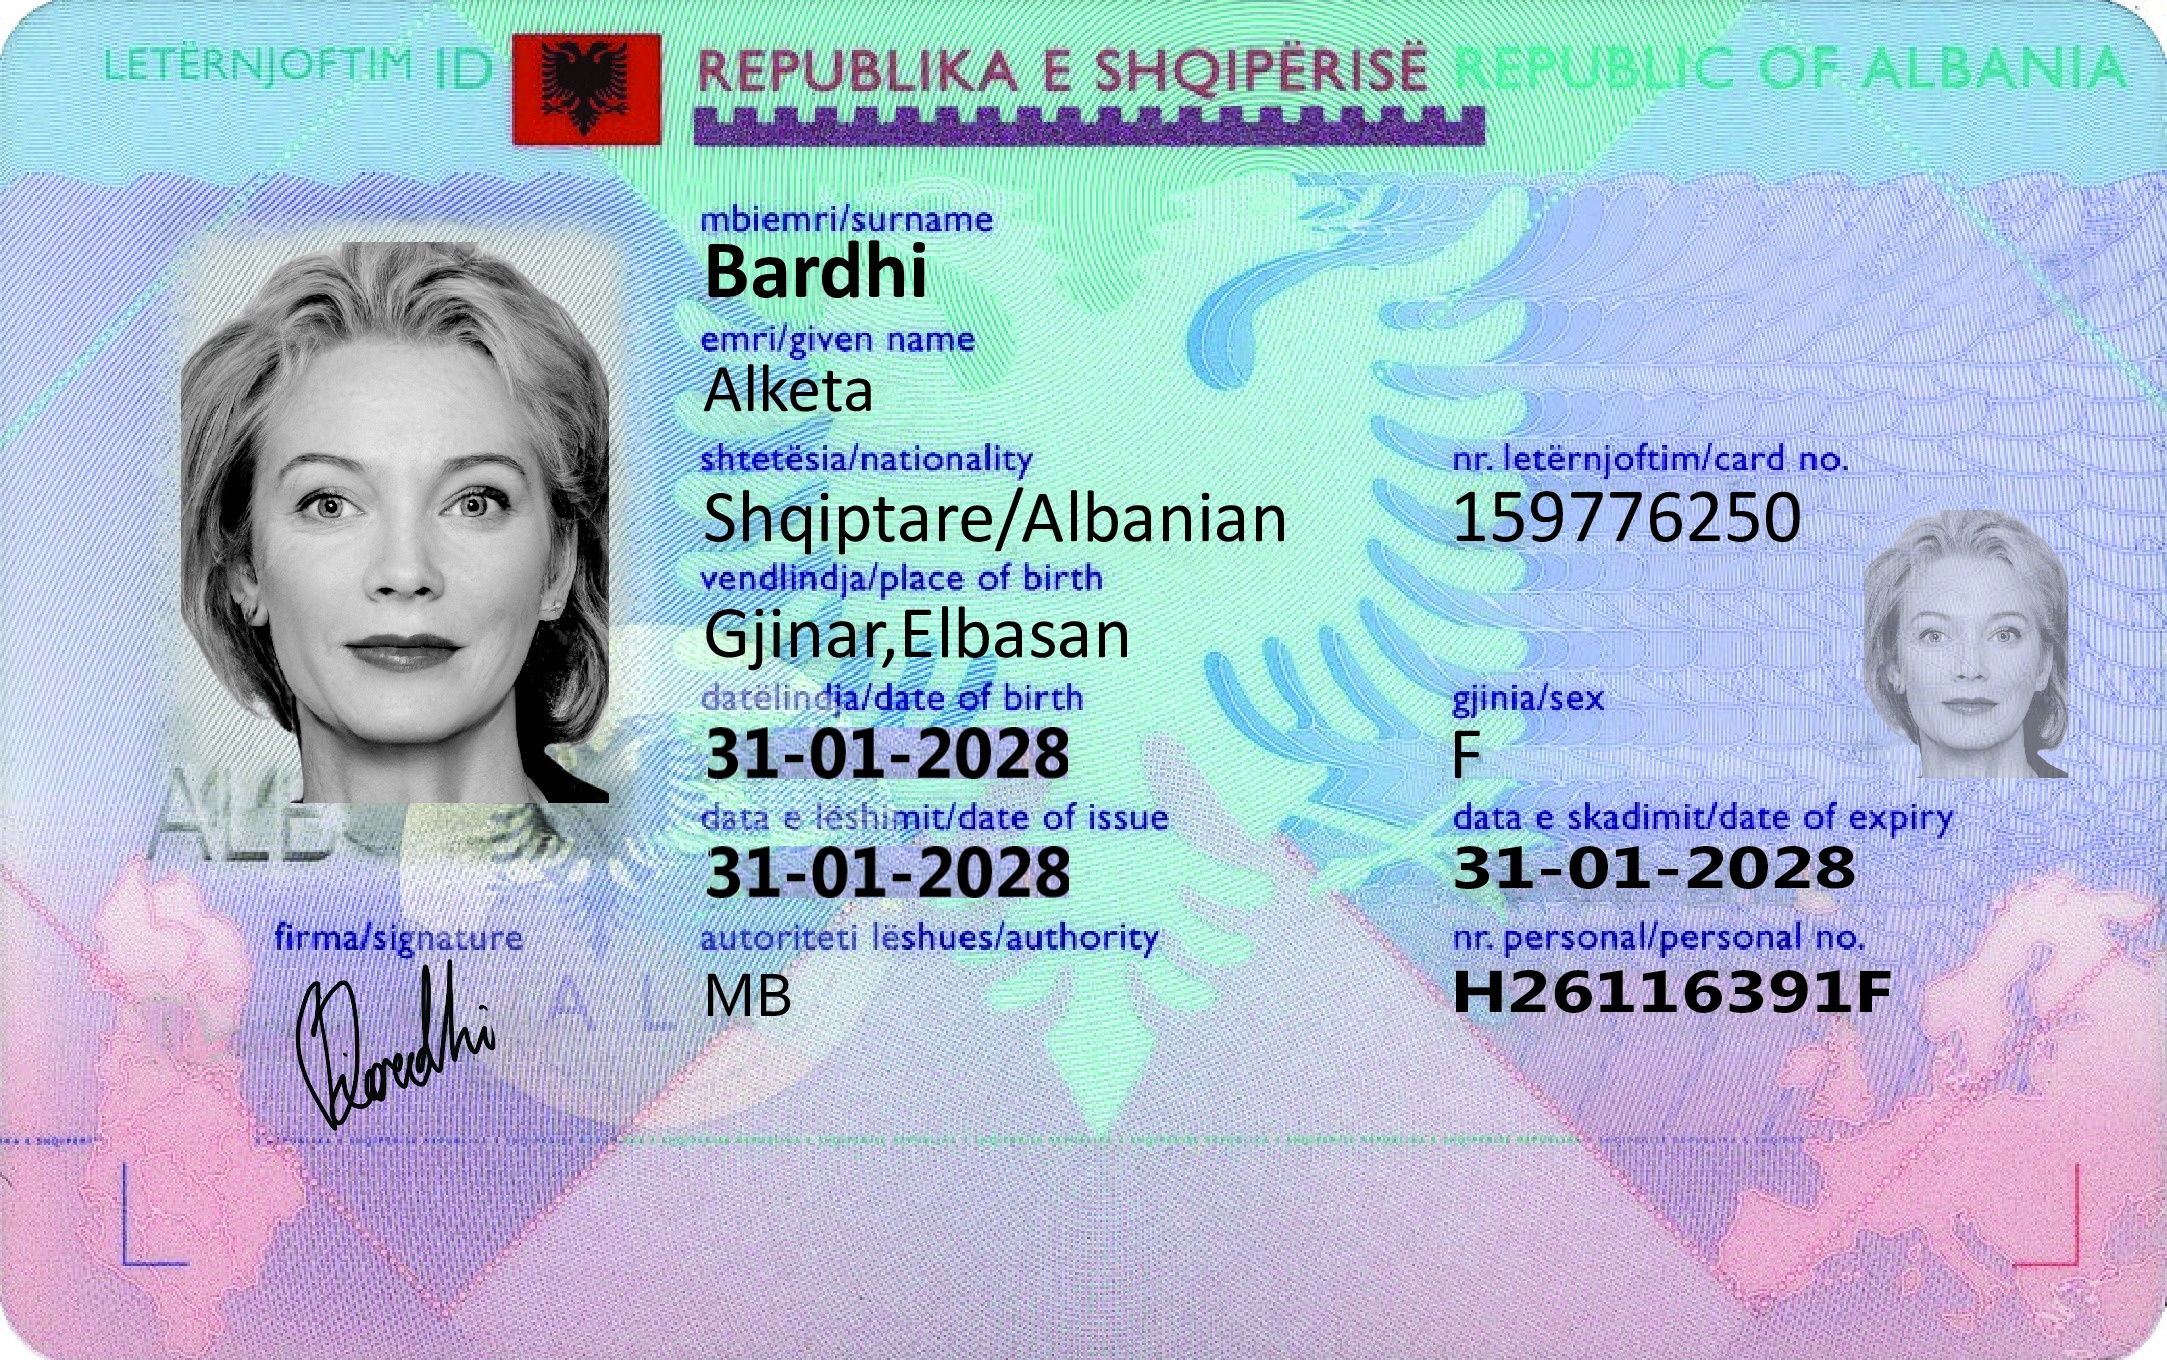 LETËRNJOFTIM ID REPUBLIKA E SHQIPËRISË REPUBLIC OF ALBANIA
mbiemri/surname
Bardhi
emri/given name
Alketa
shtetësia/nationality nr. letërnjoftim/card no.
Shqiptare/Albanian 159776250
vendlindja/place of birth
Gjinar,Elbasan
datëlindja/date of birth gjinia/sex
31-01-2028 F
data e lëshimit/date of issue data e skadimit/date of expiry
31-01-2028 31-01-2028
firma/signature autoriteti lëshues/authority nr. personal/personal no.
MB H26116391F
Bardhi